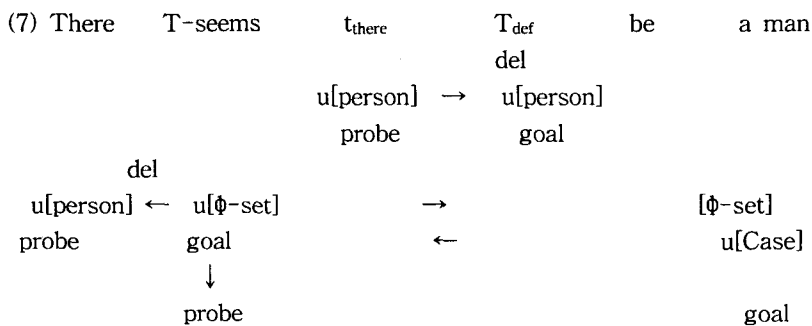 (7) There T-seems t_there T_def be a man
del
u[person] → u[person]
probe goal
del
u[person] ← u[Φ-set] → [Φ-set]
probe goal ← u[Case]
↓
probe goal